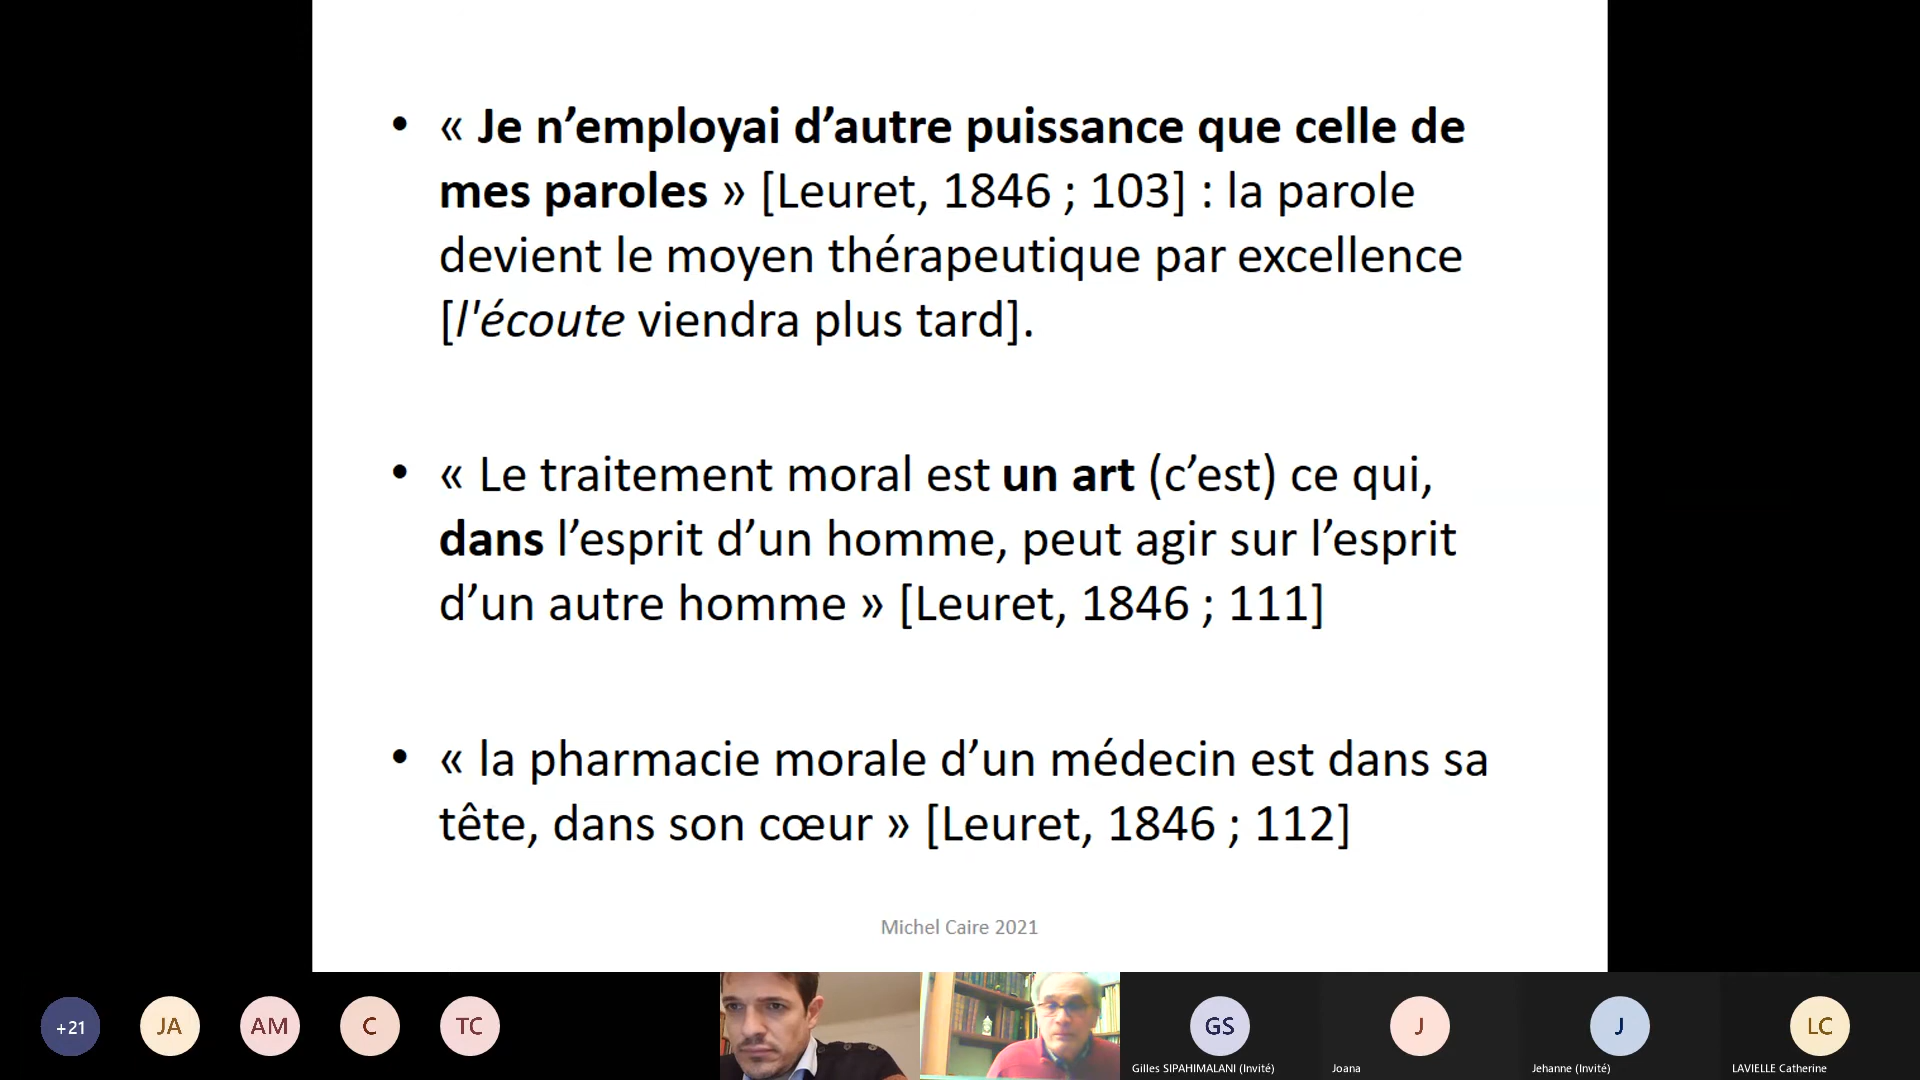 • « Je n’employai d’autre puissance que celle de
mes paroles » [Leuret, 1846 ; 103] : la parole
devient le moyen thérapeutique par excellence
[l'écoute viendra plus tard].
• « Le traitement moral est un art (c’est) ce qui,
dans l’esprit d’un homme, peut agir sur l’esprit
d’un autre homme » [Leuret, 1846 ; 111]
• « la pharmacie morale d’un médecin est dans sa
tête, dans son cœur » [Leuret, 1846 ; 112]
Michel Caire 2021
+21
JA
AM
C
TC
GS
J
J
LC
Gilles SIPAHIMALANI (Invité)
Joana
Jehanne (Invité)
LAVIELLE Catherine